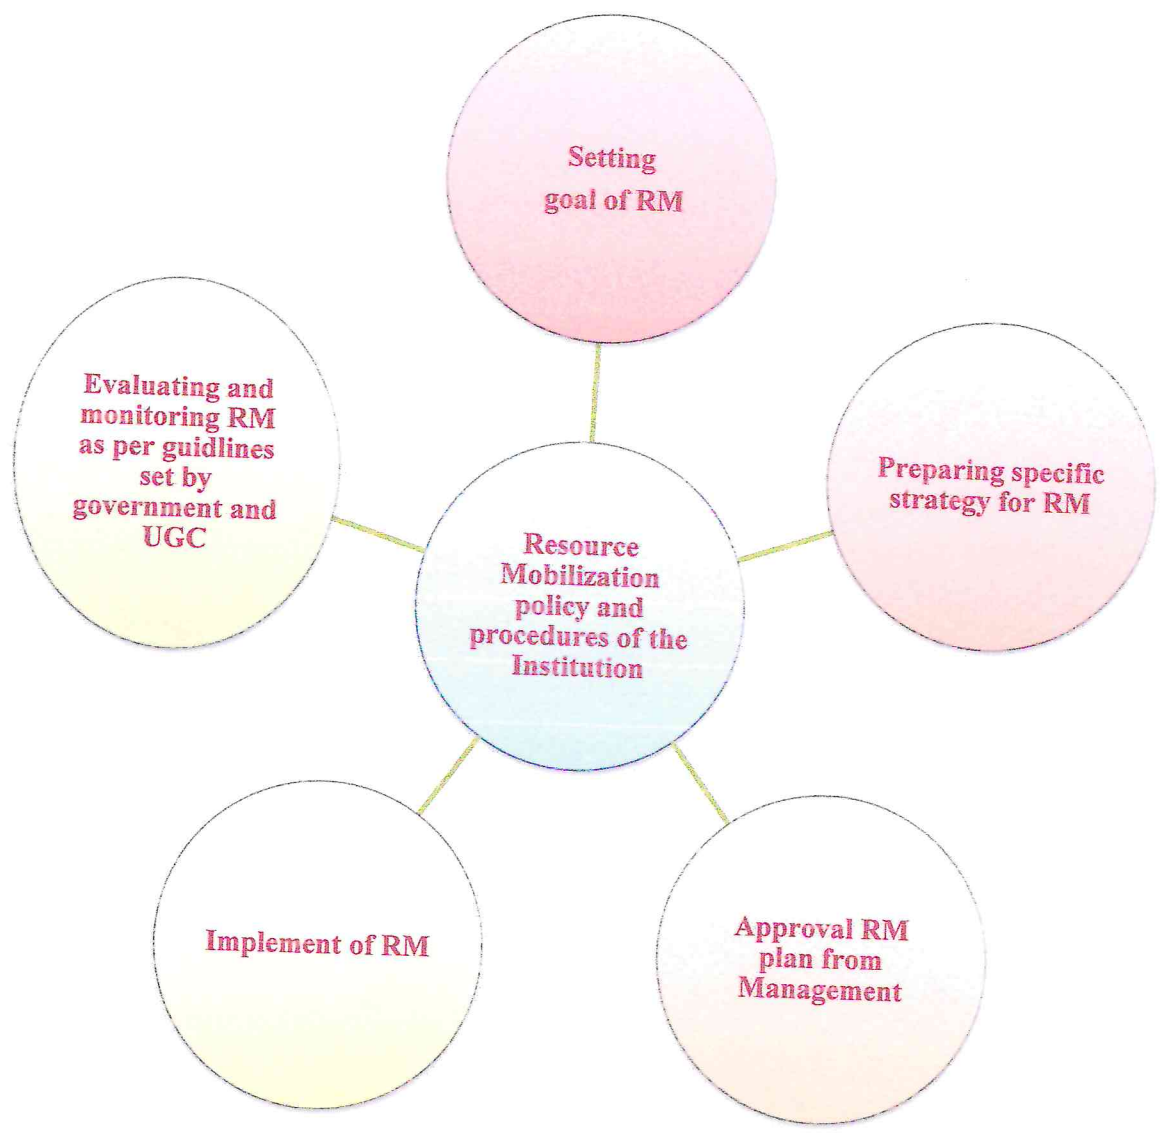 Setting
goal of RM
Evaluating and
monitoring RM
as per guidlines
set by
government and
UGC
Preparing specific
strategy for RM
Resource
Mobilization
policy and
procedures of the
Institution
Implement of RM
Approval RM
plan from
Management